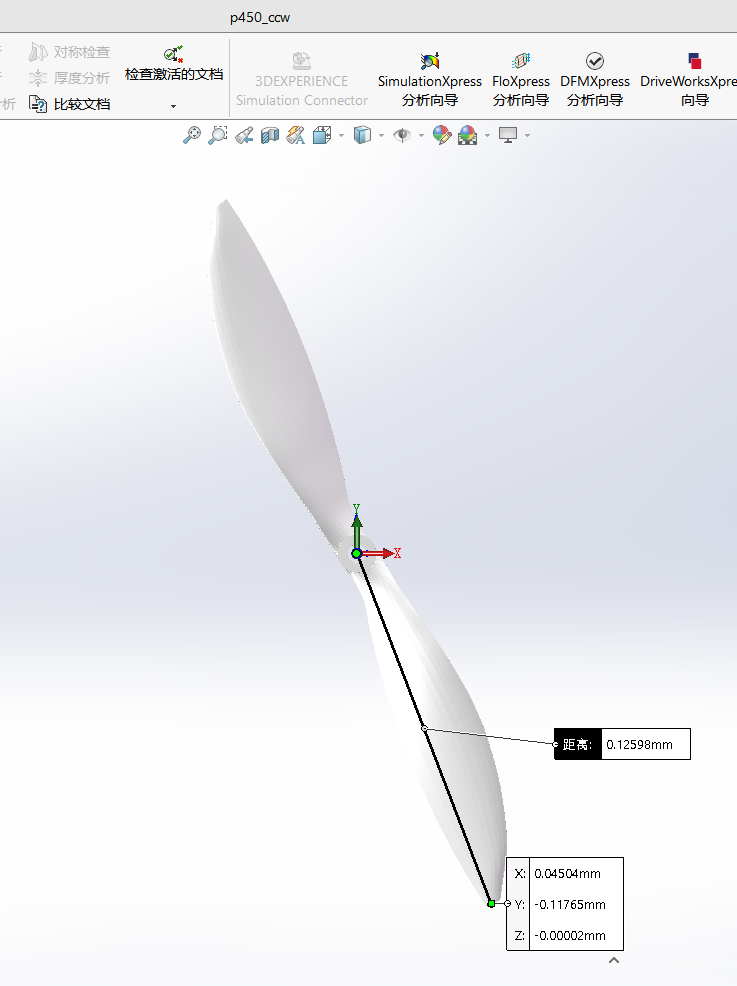 p450_ccw
对称检查
厚度分析
析
比较文档
检查激活的文档
3DEXPERIENCE
Simulation Connector
SimulationXpress
分析向导
FloXpress
分析向导
DFMXpress
分析向导
DriveWorksXpre
向导
Y
X
距离: 0.12598mm
X: 0.04504mm
Y: -0.11765mm
Z: -0.00002mm